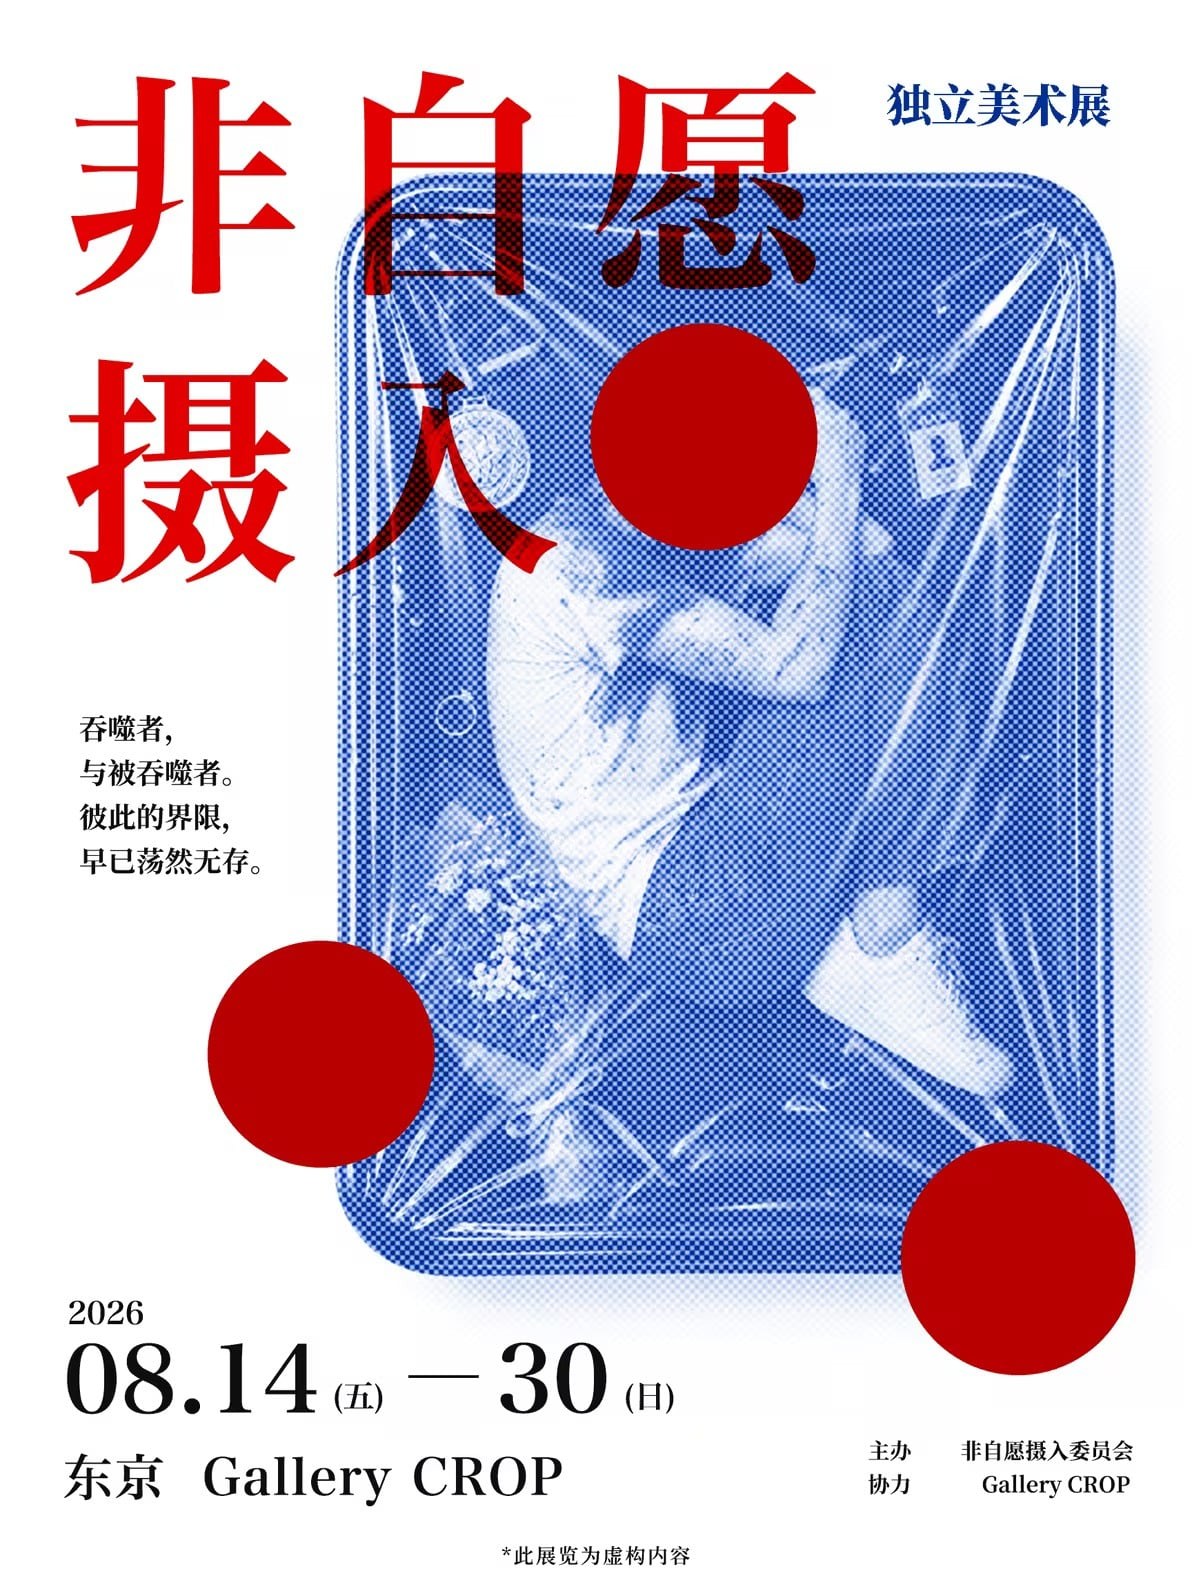 非自愿
摄入
独立美术展
吞噬者，
与被吞噬者。
彼此的界限，
早已荡然无存。
2026
08.14 (五) — 30 (日)
东京 Gallery CROP
主办 非自愿摄入委员会
协力 Gallery CROP
*此展览为虚构内容